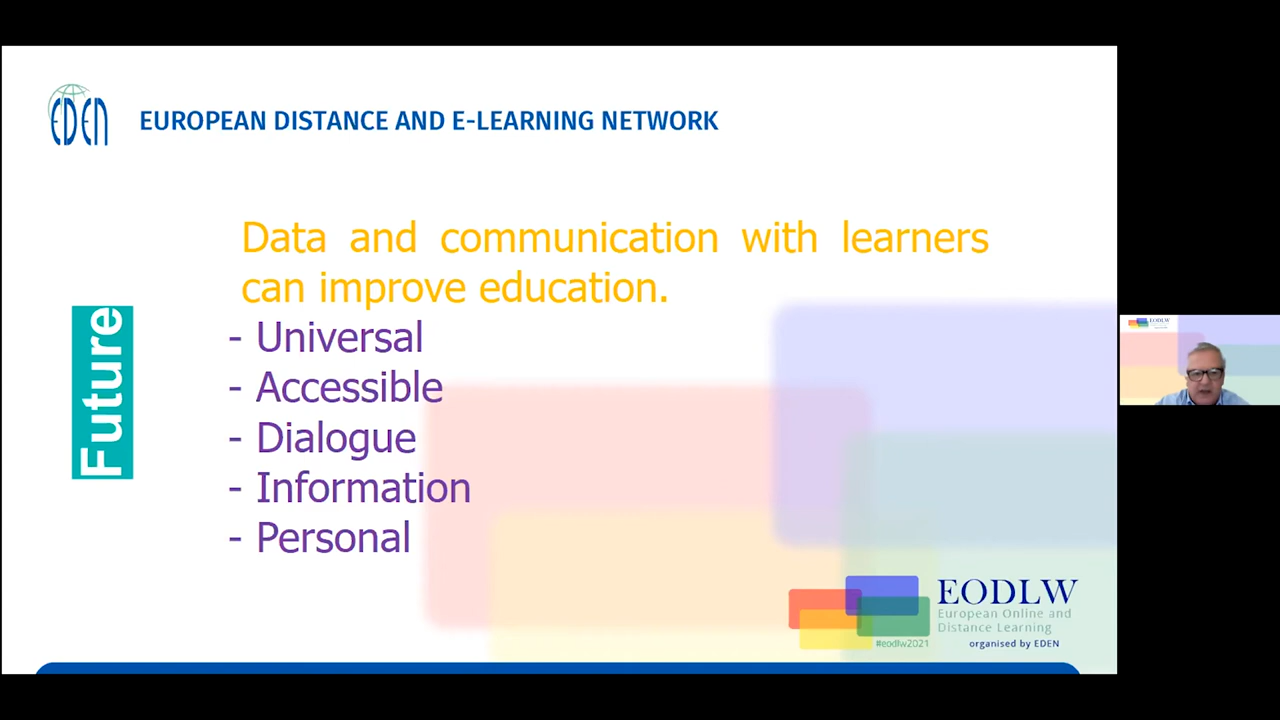 EDEN
EUROPEAN DISTANCE AND E-LEARNING NETWORK
Data and communication with learners
can improve education.
- Universal
- Accessible
- Dialogue
- Information
- Personal
Future
EODLW
European Online and
Distance Learning
#eodlw2021
organised by EDEN
EODLW